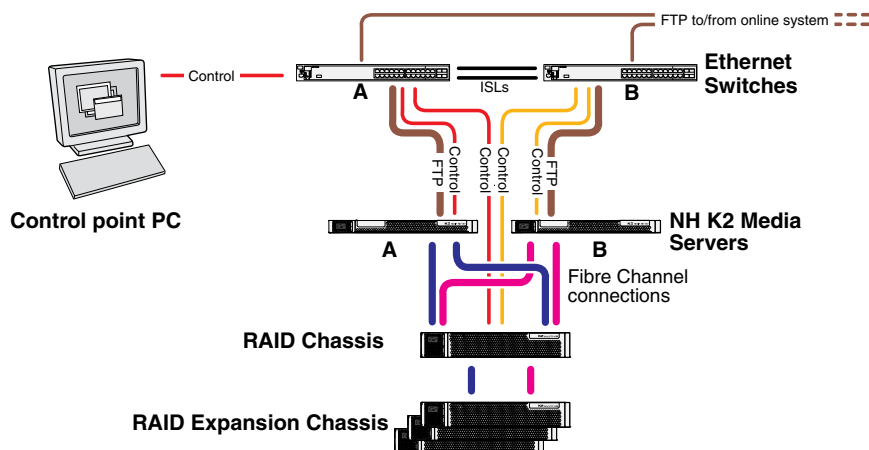 FTP to/from online system
Control
ISLs
A
B
Ethernet
Switches
FTP
Control
Control
Control
Control
FTP
Control point PC
A
B
NH K2 Media
Servers
Fibre Channel
connections
RAID Chassis
RAID Expansion Chassis